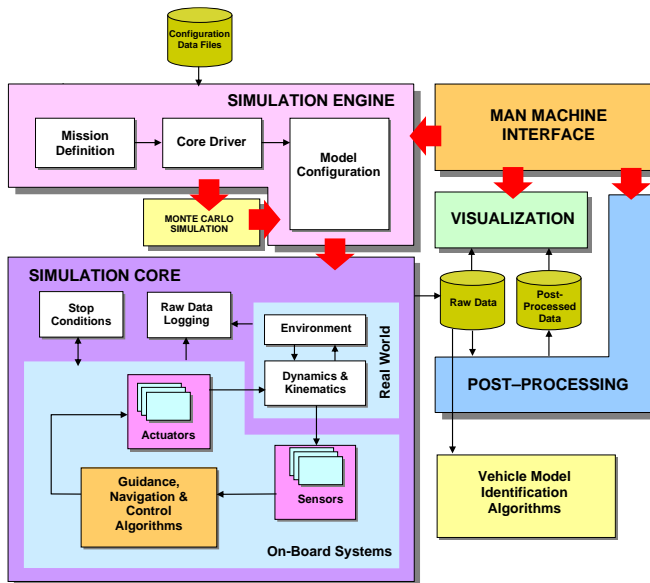 Configuration
Data Files
SIMULATION ENGINE
Mission
Definition
Core Driver
Model
Configuration
MAN MACHINE
INTERFACE
MONTE CARLO
SIMULATION
VISUALIZATION
SIMULATION CORE
Stop
Conditions
Raw Data
Logging
Environment
Dynamics &
Kinematics
Real World
Raw Data
Post-
Processed
Data
POST–PROCESSING
Actuators
Guidance,
Navigation &
Control
Algorithms
Sensors
On-Board Systems
Vehicle Model
Identification
Algorithms